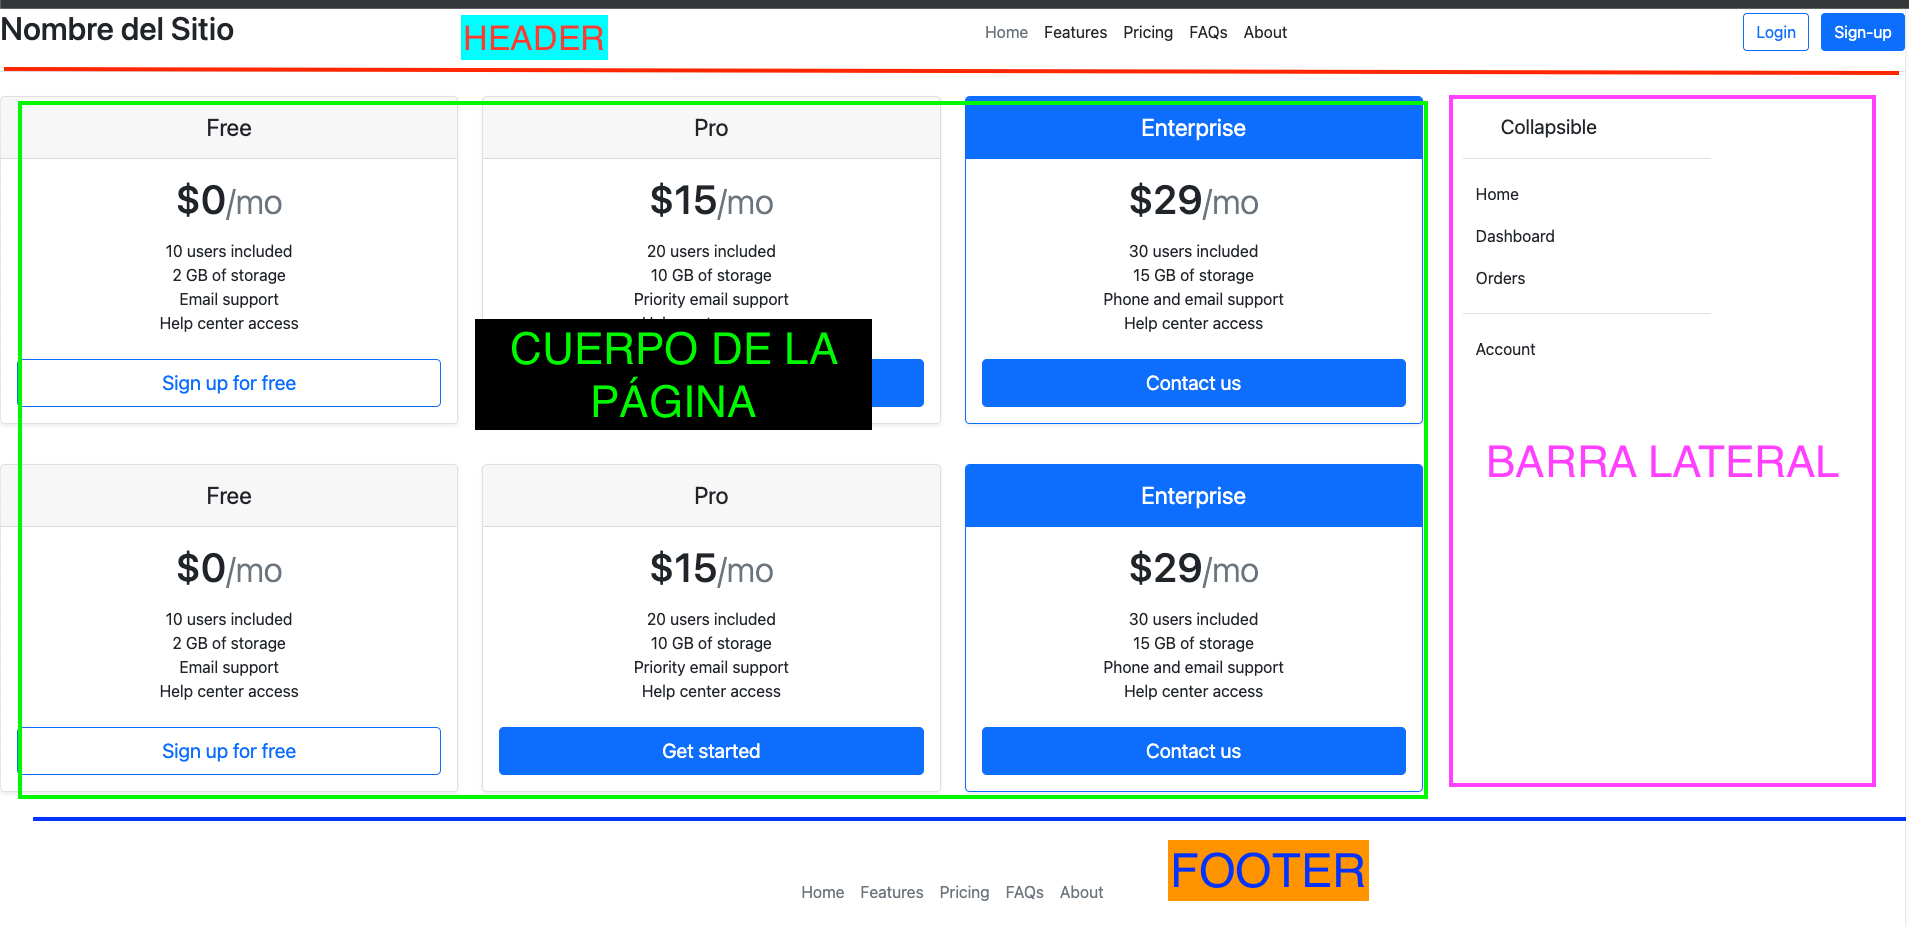 Nombre del Sitio
HEADER
Home Features Pricing FAQs About
Login Sign-up
Free
$0/mo
10 users included
2 GB of storage
Email support
Help center access
Sign up for free
Pro
$15/mo
20 users included
10 GB of storage
Priority email support
CUERPO DE LA
PÁGINA
Enterprise
$29/mo
30 users included
15 GB of storage
Phone and email support
Help center access
Contact us
Collapsible
Home
Dashboard
Orders
Account
BARRA LATERAL
Free
$0/mo
10 users included
2 GB of storage
Email support
Help center access
Sign up for free
Pro
$15/mo
20 users included
10 GB of storage
Priority email support
Help center access
Get started
Enterprise
$29/mo
30 users included
15 GB of storage
Phone and email support
Help center access
Contact us
FOOTER
Home Features Pricing FAQs About